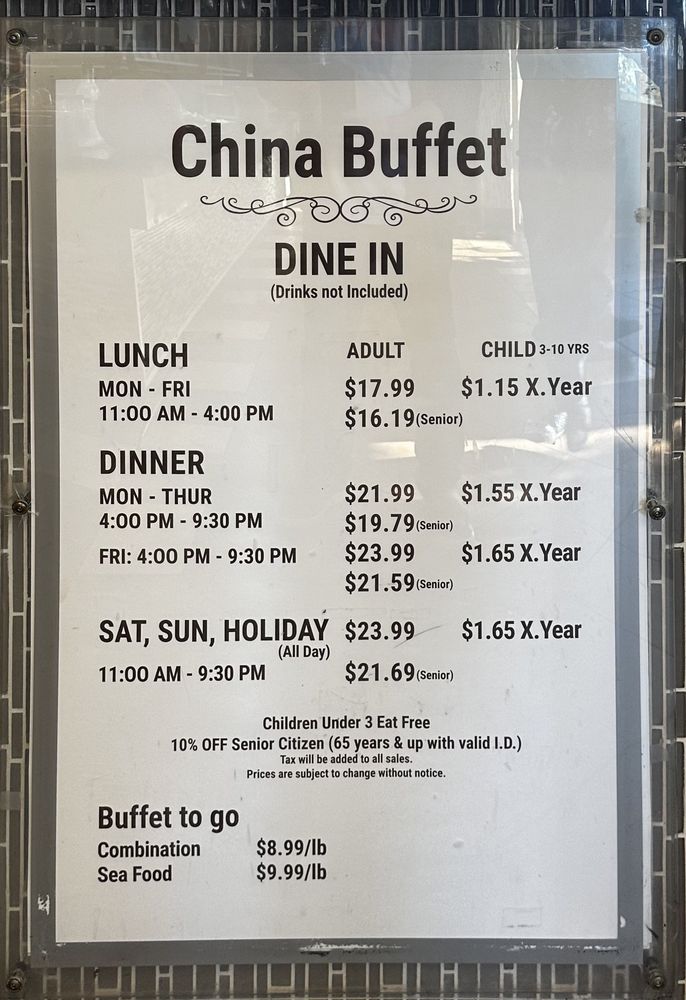 China Buffet
DINE IN
(Drinks not Included)
LUNCH ADULT CHILD 3-10 YRS
MON - FRI $17.99 $1.15 X.Year
11:00 AM - 4:00 PM $16.19(Senior)
DINNER
MON - THUR $21.99 $1.55 X.Year
4:00 PM - 9:30 PM $19.79(Senior)
FRI: 4:00 PM - 9:30 PM $23.99 $1.65 X.Year
$21.59(Senior)
SAT, SUN, HOLIDAY $23.99 $1.65 X.Year
(All Day)
11:00 AM - 9:30 PM $21.69(Senior)
Children Under 3 Eat Free
10% OFF Senior Citizen (65 years & up with valid I.D.)
Tax will be added to all sales.
Prices are subject to change without notice.
Buffet to go
Combination $8.99/lb
Sea Food $9.99/lb